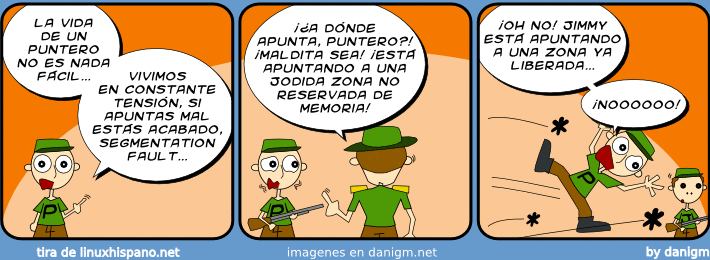 LA VIDA
DE UN
PUNTERO
NO ES NADA
FÁCIL...
VIVIMOS
EN CONSTANTE
TENSIÓN, SI
APUNTAS MAL
ESTÁS ACABADO,
SEGMENTATION
FAULT...
P
¡¿A DÓNDE
APUNTA, PUNTERO?!
¡MALDITA SEA! ¡ESTÁ
APUNTANDO A UNA
JODIDA ZONA NO
RESERVADA DE
MEMORIA!
P
¡OH NO! JIMMY
ESTÁ APUNTANDO
A UNA ZONA YA
LIBERADA...
¡NOOOOOO!
P
tira de linuxhispano.net
imagenes en danigm.net
by danigm